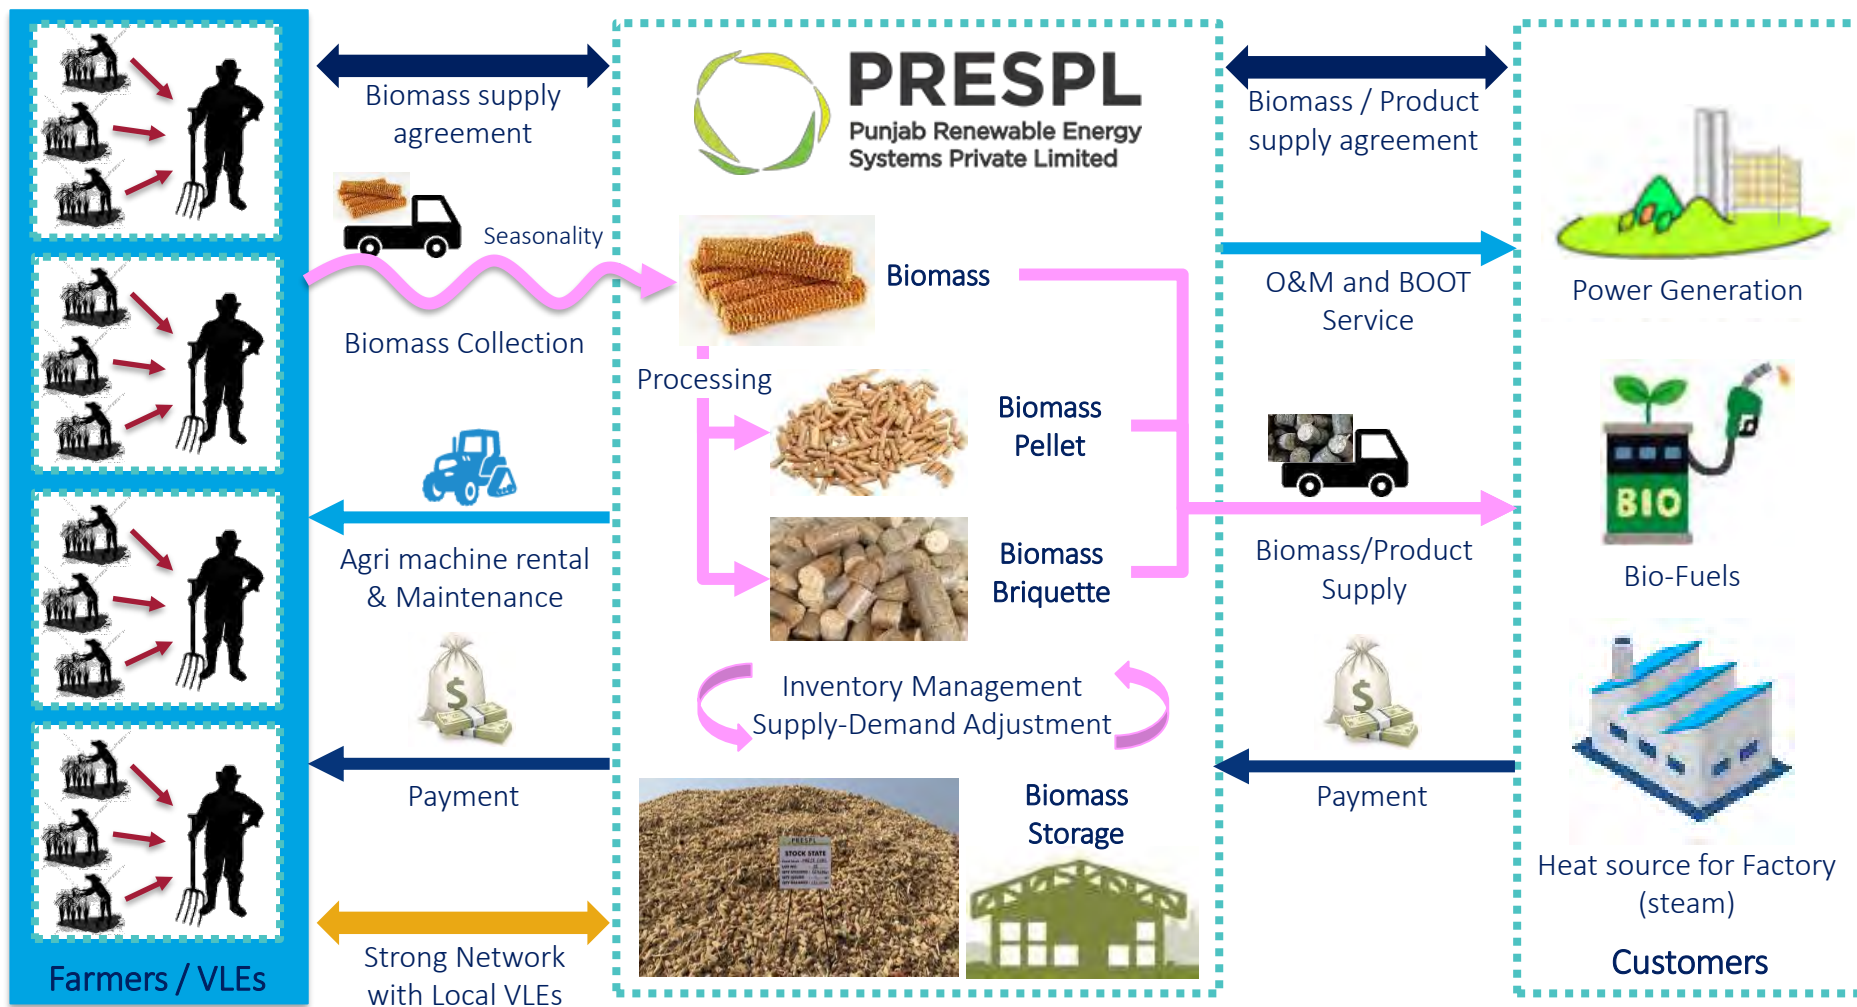 Farmers / VLEs
Biomass supply
agreement
Seasonality
Biomass Collection
Agri machine rental
& Maintenance
$
Payment
Strong Network
with Local VLEs
PRESPL
Punjab Renewable Energy
Systems Private Limited
Biomass
Processing
Biomass
Pellet
Biomass
Briquette
Inventory Management
Supply-Demand Adjustment
PRESPL
STOCK STATE
Biomass
Storage
Biomass / Product
supply agreement
O&M and BOOT
Service
Biomass/Product
Supply
$
Payment
Power Generation
BIO
Bio-Fuels
Heat source for Factory
(steam)
Customers